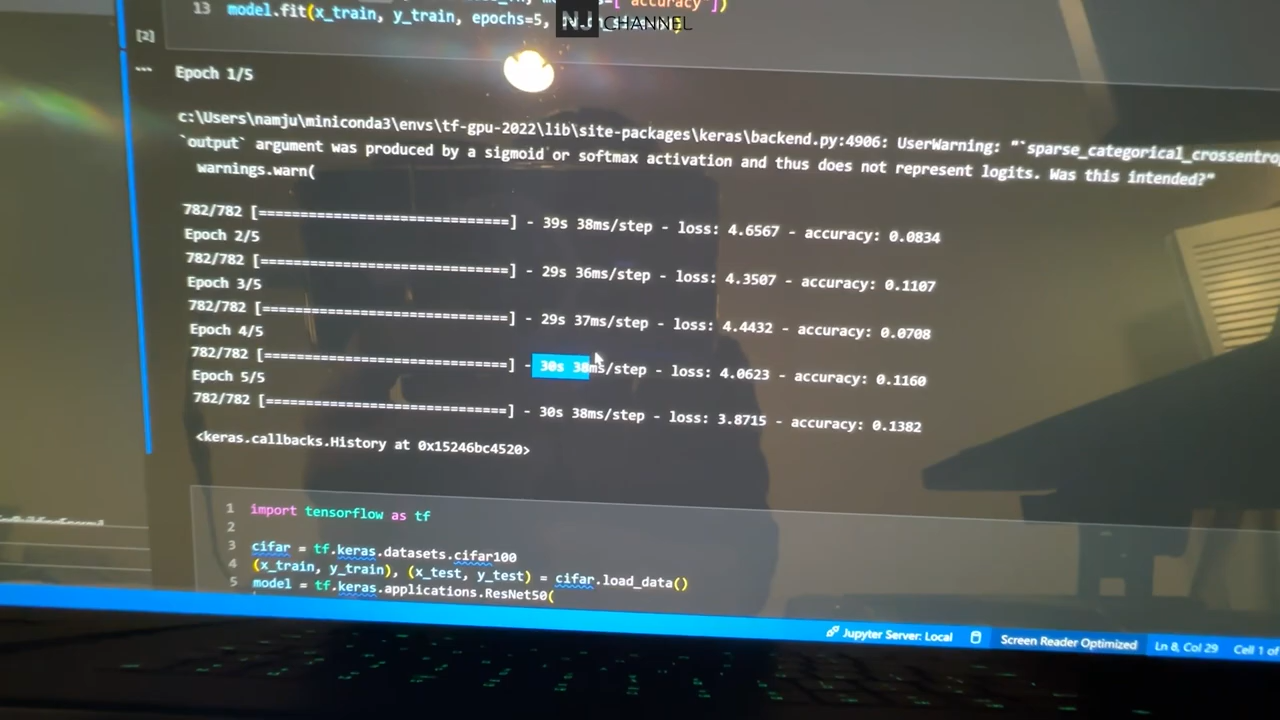 "accuracy"])
NJ CHANNEL
13 model.fit(x_train, y_train, epochs=5,
[2]
Epoch 1/5
c:\Users\namju\miniconda3\envs\tf-gpu-2022\lib\site-packages\keras\backend.py:4906: UserWarning: "`sparse_categorical_crossentro
`output` argument was produced by a sigmoid or softmax activation and thus does not represent logits. Was this intended?"
warnings.warn(
782/782 [==============================] - 39s 38ms/step - loss: 4.6567 - accuracy: 0.0834
Epoch 2/5
782/782 [==============================] - 29s 36ms/step - loss: 4.3507 - accuracy: 0.1107
Epoch 3/5
782/782 [==============================] - 29s 37ms/step - loss: 4.4432 - accuracy: 0.0708
Epoch 4/5
782/782 [==============================] - 30s 38ms/step - loss: 4.0623 - accuracy: 0.1160
Epoch 5/5
782/782 [==============================] - 30s 38ms/step - loss: 3.8715 - accuracy: 0.1382
<keras.callbacks.History at 0x15246bc4520>
1 import tensorflow as tf
2
3 cifar = tf.keras.datasets.cifar100
4 (x_train, y_train), (x_test, y_test) = cifar.load_data()
5 model = tf.keras.applications.ResNet50(
Jupyter Server: Local
Screen Reader Optimized
Ln 8, Col 29
Cell 1 of